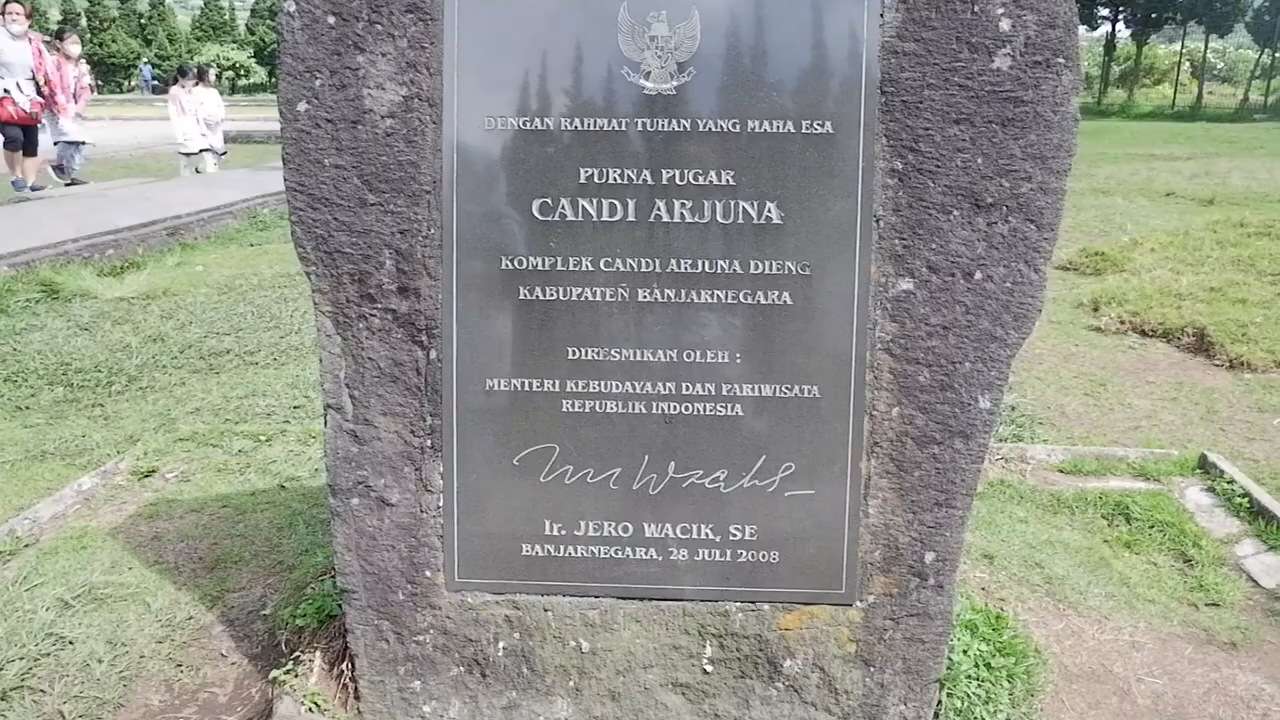 DENGAN RAHMAT TUHAN YANG MAHA ESA
PURNA PUGAR
CANDI ARJUNA
KOMPLEK CANDI ARJUNA DIENG
KABUPATEN BANJARNEGARA
DIRESMIKAN OLEH :
MENTERI KEBUDAYAAN DAN PARIWISATA
REPUBLIK INDONESIA
Ir. JERO WACIK, SE
BANJARNEGARA, 28 JULI 2008